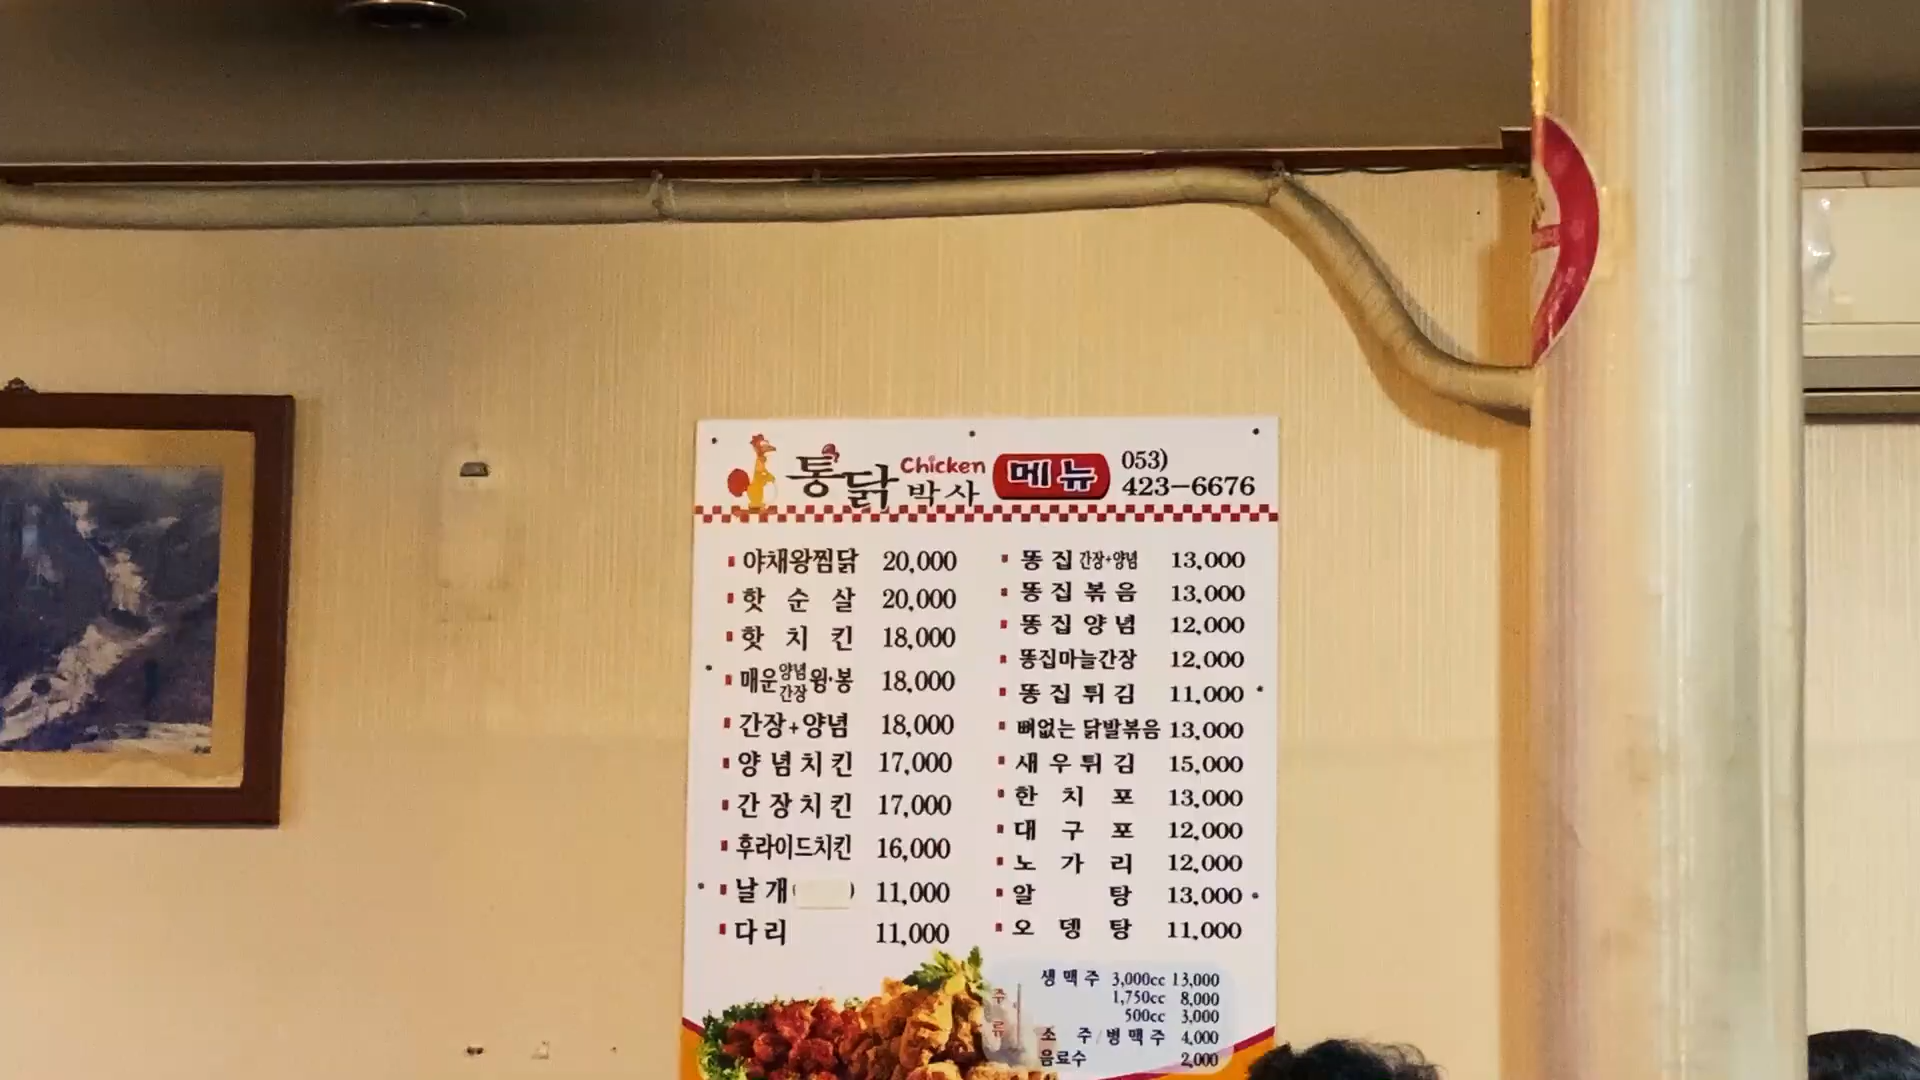 통닭 Chicken 박사 메뉴 053) 423-6676
야채왕찜닭 20,000
핫순살 20,000
핫치킨 18,000
매운양념간장윙·봉 18,000
간장+양념 18,000
양념치킨 17,000
간장치킨 17,000
후라이드치킨 16,000
날개( ) 11,000
다리 11,000
똥집간장+양념 13,000
똥집볶음 13,000
똥집양념 12,000
똥집마늘간장 12,000
똥집튀김 11,000
뼈없는 닭발볶음 13,000
새우튀김 15,000
한치포 13,000
대구포 12,000
노가리 12,000
알탕 13,000
오뎅탕 11,000
주류
생맥주 3,000cc 13,000
1,750cc 8,000
500cc 3,000
소주/병맥주 4,000
음료수 2,000